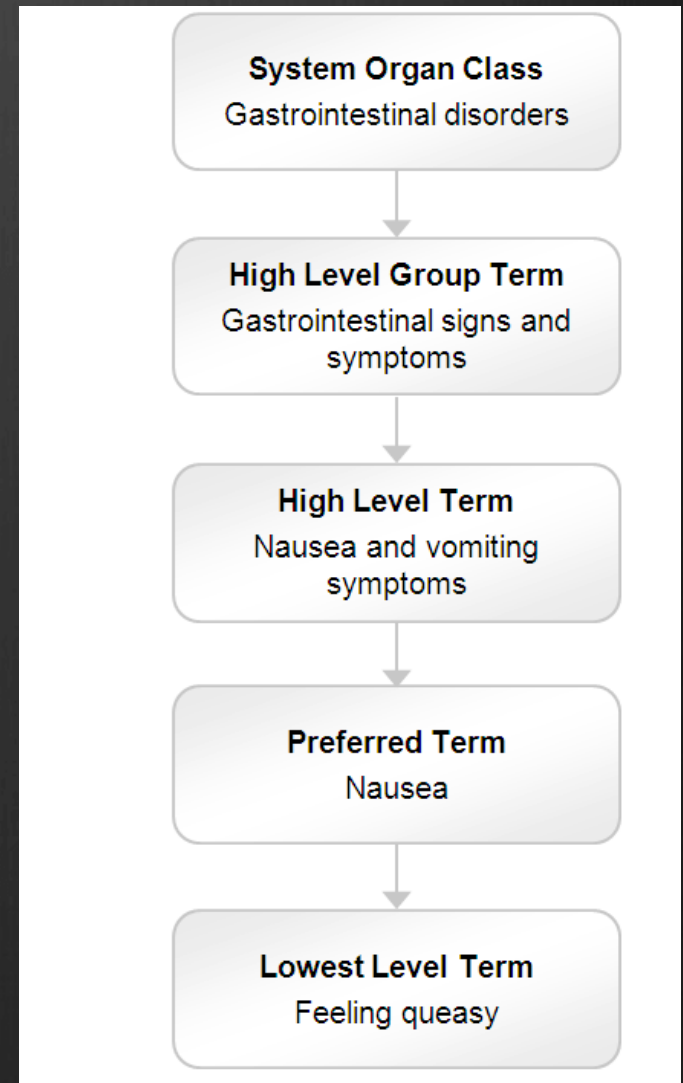 System Organ Class
Gastrointestinal disorders
High Level Group Term
Gastrointestinal signs and
symptoms
High Level Term
Nausea and vomiting
symptoms
Preferred Term
Nausea
Lowest Level Term
Feeling queasy